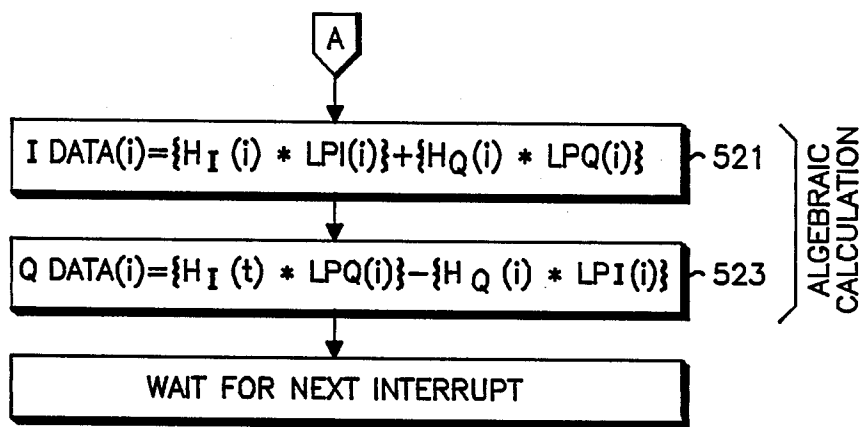 A
I DATA(i)={H_I (i) * LPI(i)}+{H_Q(i) * LPQ(i)}
521
Q DATA(i)={H_I (t) * LPQ(i)}-{H_Q (i) * LPI(i)}
523
ALGEBRAIC
CALCULATION
WAIT FOR NEXT INTERRUPT